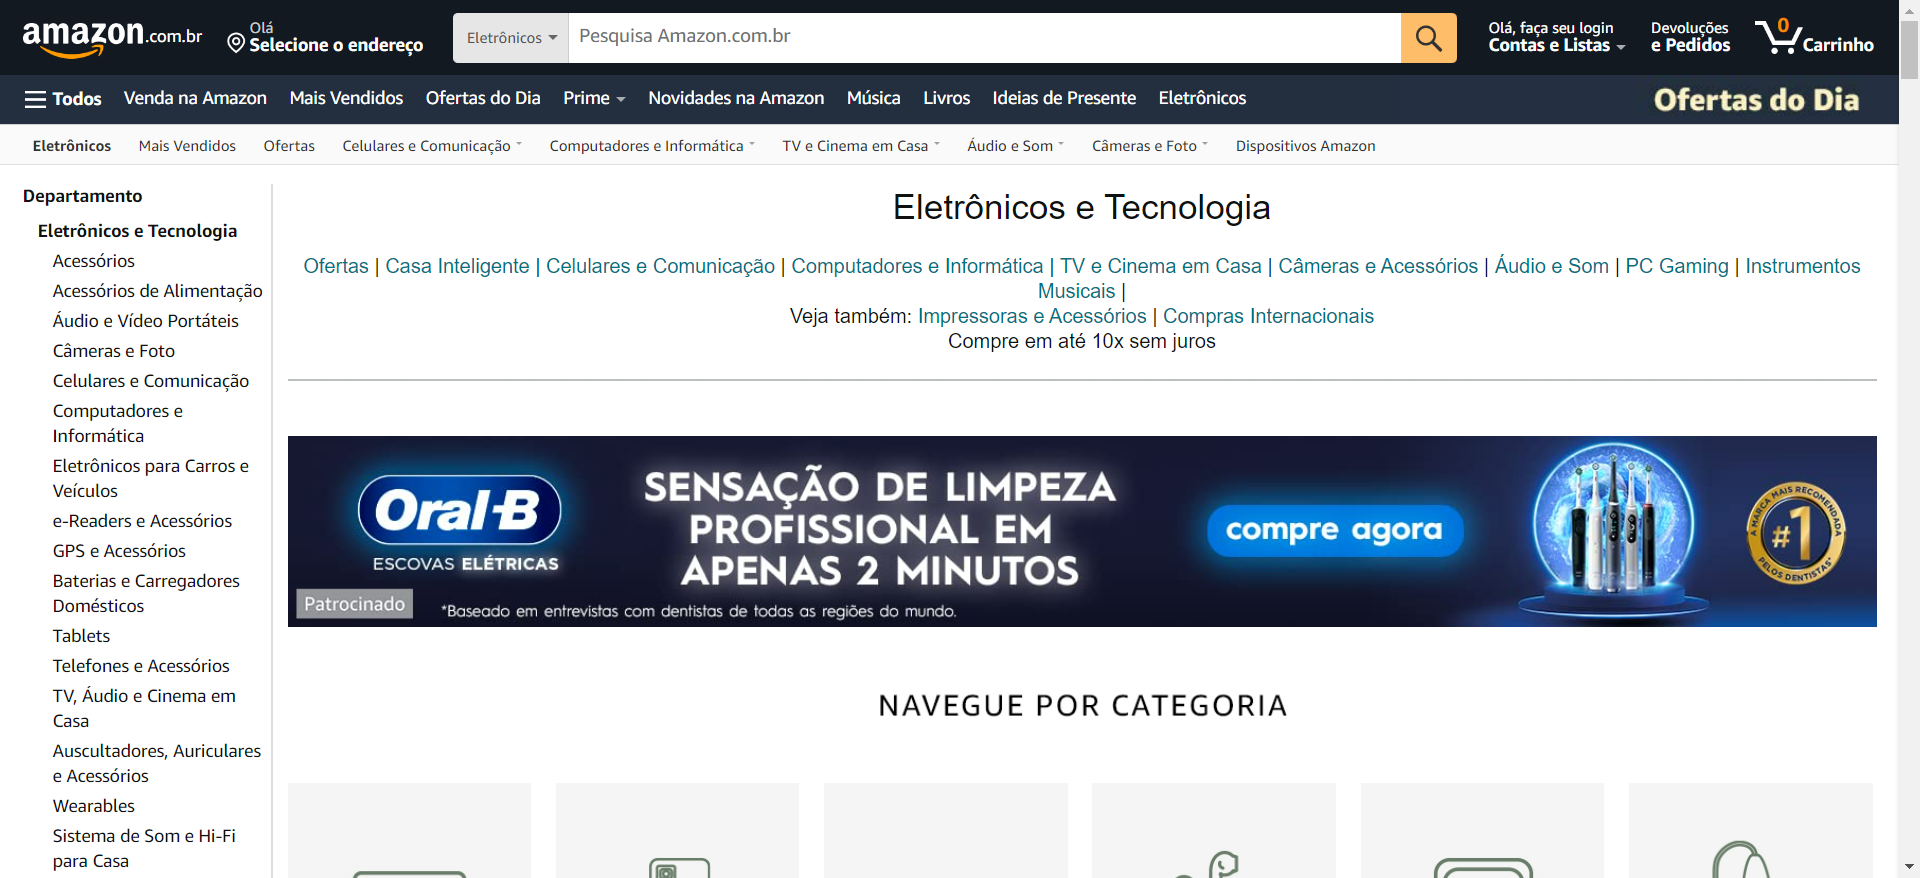 amazon.com.br
Olá
Selecione o endereço
Eletrônicos
Pesquisa Amazon.com.br
Olá, faça seu login
Contas e Listas
Devoluções
e Pedidos
0
Carrinho
Todos
Venda na Amazon
Mais Vendidos
Ofertas do Dia
Prime
Novidades na Amazon
Música
Livros
Ideias de Presente
Eletrônicos
Ofertas do Dia
Eletrônicos
Mais Vendidos
Ofertas
Celulares e Comunicação
Computadores e Informática
TV e Cinema em Casa
Áudio e Som
Câmeras e Foto
Dispositivos Amazon
Departamento
Eletrônicos e Tecnologia
Acessórios
Acessórios de Alimentação
Áudio e Vídeo Portáteis
Câmeras e Foto
Celulares e Comunicação
Computadores e
Informática
Eletrônicos para Carros e
Veículos
e-Readers e Acessórios
GPS e Acessórios
Baterias e Carregadores
Domésticos
Tablets
Telefones e Acessórios
TV, Áudio e Cinema em
Casa
Auscultadores, Auriculares
e Acessórios
Wearables
Sistema de Som e Hi-Fi
para Casa
Eletrônicos e Tecnologia
Ofertas | Casa Inteligente | Celulares e Comunicação | Computadores e Informática | TV e Cinema em Casa | Câmeras e Acessórios | Áudio e Som | PC Gaming | Instrumentos
Musicais |
Veja também: Impressoras e Acessórios | Compras Internacionais
Compre em até 10x sem juros
Oral-B
ESCOVAS ELÉTRICAS
SENSAÇÃO DE LIMPEZA
PROFISSIONAL EM
APENAS 2 MINUTOS
compre agora
A MARCA MAIS RECOMENDADA
#1
PELOS DENTISTAS*
Patrocinado
*Baseado em entrevistas com dentistas de todas as regiões do mundo.
NAVEGUE POR CATEGORIA